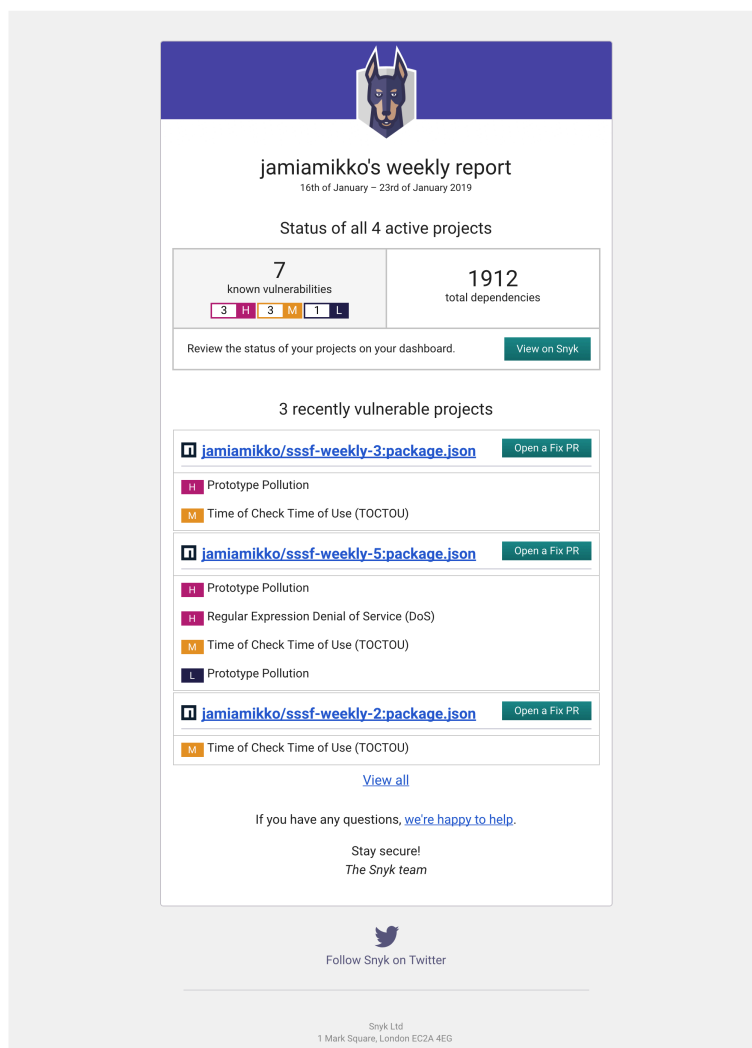 jamiamikko's weekly report
16th of January – 23rd of January 2019
Status of all 4 active projects
7
known vulnerabilities
3 H 3 M 1 L
1912
total dependencies
Review the status of your projects on your dashboard.
View on Snyk
3 recently vulnerable projects
jamiamikko/sssf-weekly-3:package.json
Open a Fix PR
H Prototype Pollution
M Time of Check Time of Use (TOCTOU)
jamiamikko/sssf-weekly-5:package.json
Open a Fix PR
H Prototype Pollution
H Regular Expression Denial of Service (DoS)
M Time of Check Time of Use (TOCTOU)
L Prototype Pollution
jamiamikko/sssf-weekly-2:package.json
Open a Fix PR
M Time of Check Time of Use (TOCTOU)
View all
If you have any questions, we're happy to help.
Stay secure!
The Snyk team
Follow Snyk on Twitter
Snyk Ltd
1 Mark Square, London EC2A 4EG